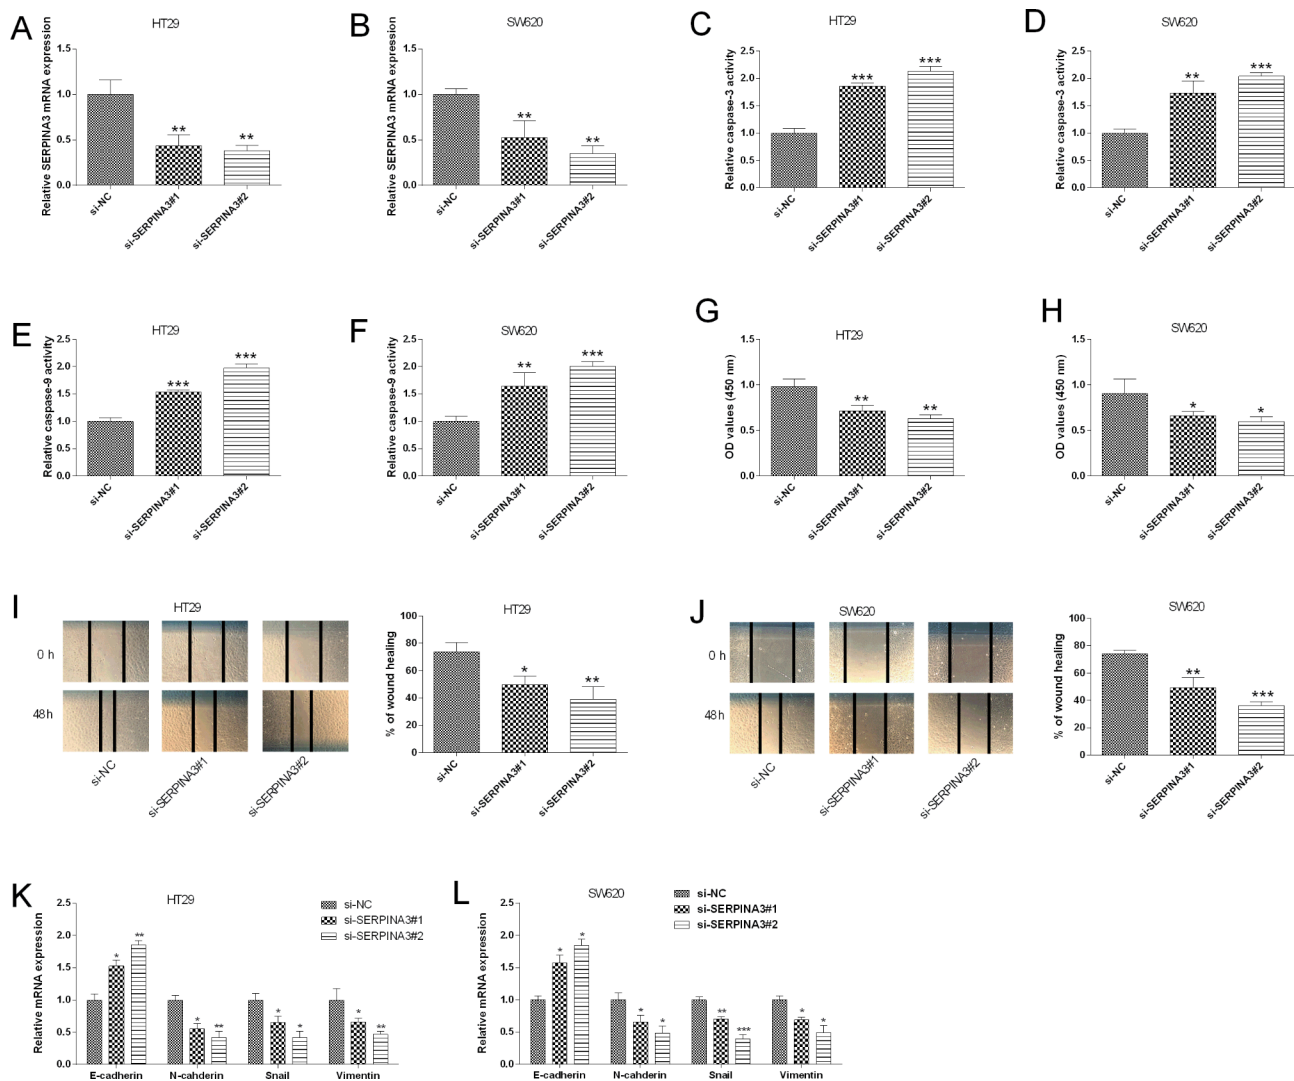 A
HT29
Relative SERPINA3 mRNA expression
1.5
1.0
0.5
0.0
**
**
si-NC
si-SERPINA3#1
si-SERPINA3#2
B
SW620
Relative SERPINA3 mRNA expression
1.5
1.0
0.5
0.0
**
**
si-NC
si-SERPINA3#1
si-SERPINA3#2
C
HT29
Relative caspase-3 activity
2.5
2.0
1.5
1.0
0.5
0.0
***
***
si-NC
si-SERPINA3#1
si-SERPINA3#2
D
SW620
Relative caspase-3 activity
2.5
2.0
1.5
1.0
0.5
0.0
**
***
si-NC
si-SERPINA3#1
si-SERPINA3#2
E
HT29
Relative caspase-9 activity
2.5
2.0
1.5
1.0
0.5
0.0
***
***
si-NC
si-SERPINA3#1
si-SERPINA3#2
F
SW620
Relative caspase-9 activity
2.5
2.0
1.5
1.0
0.5
0.0
**
***
si-NC
si-SERPINA3#1
si-SERPINA3#2
G
HT29
OD values (450 nm)
1.5
1.0
0.5
0.0
**
**
si-NC
si-SERPINA3#1
si-SERPINA3#2
H
SW620
OD values (450 nm)
1.5
1.0
0.5
0.0
*
*
si-NC
si-SERPINA3#1
si-SERPINA3#2
I
HT29
0 h
48h
si-NC
si-SERPINA3#1
si-SERPINA3#2
HT29
% of wound healing
100
80
60
40
20
0
*
**
si-NC
si-SERPINA3#1
si-SERPINA3#2
J
SW620
0h
48h
si-NC
si-SERPINA3#1
si-SERPINA3#2
SW620
% of wound healing
100
80
60
40
20
0
**
***
si-NC
si-SERPINA3#1
si-SERPINA3#2
K
HT29
si-NC
si-SERPINA3#1
si-SERPINA3#2
Relative mRNA expression
2.5
2.0
1.5
1.0
0.5
0.0
* ** * ** * * * **
E-cadherin N-cahderin Snail Vimentin
L
SW620
si-NC
si-SERPINA3#1
si-SERPINA3#2
Relative mRNA expression
2.5
2.0
1.5
1.0
0.5
0.0
* * * * ** *** * *
E-cadherin N-cahderin Snail Vimentin